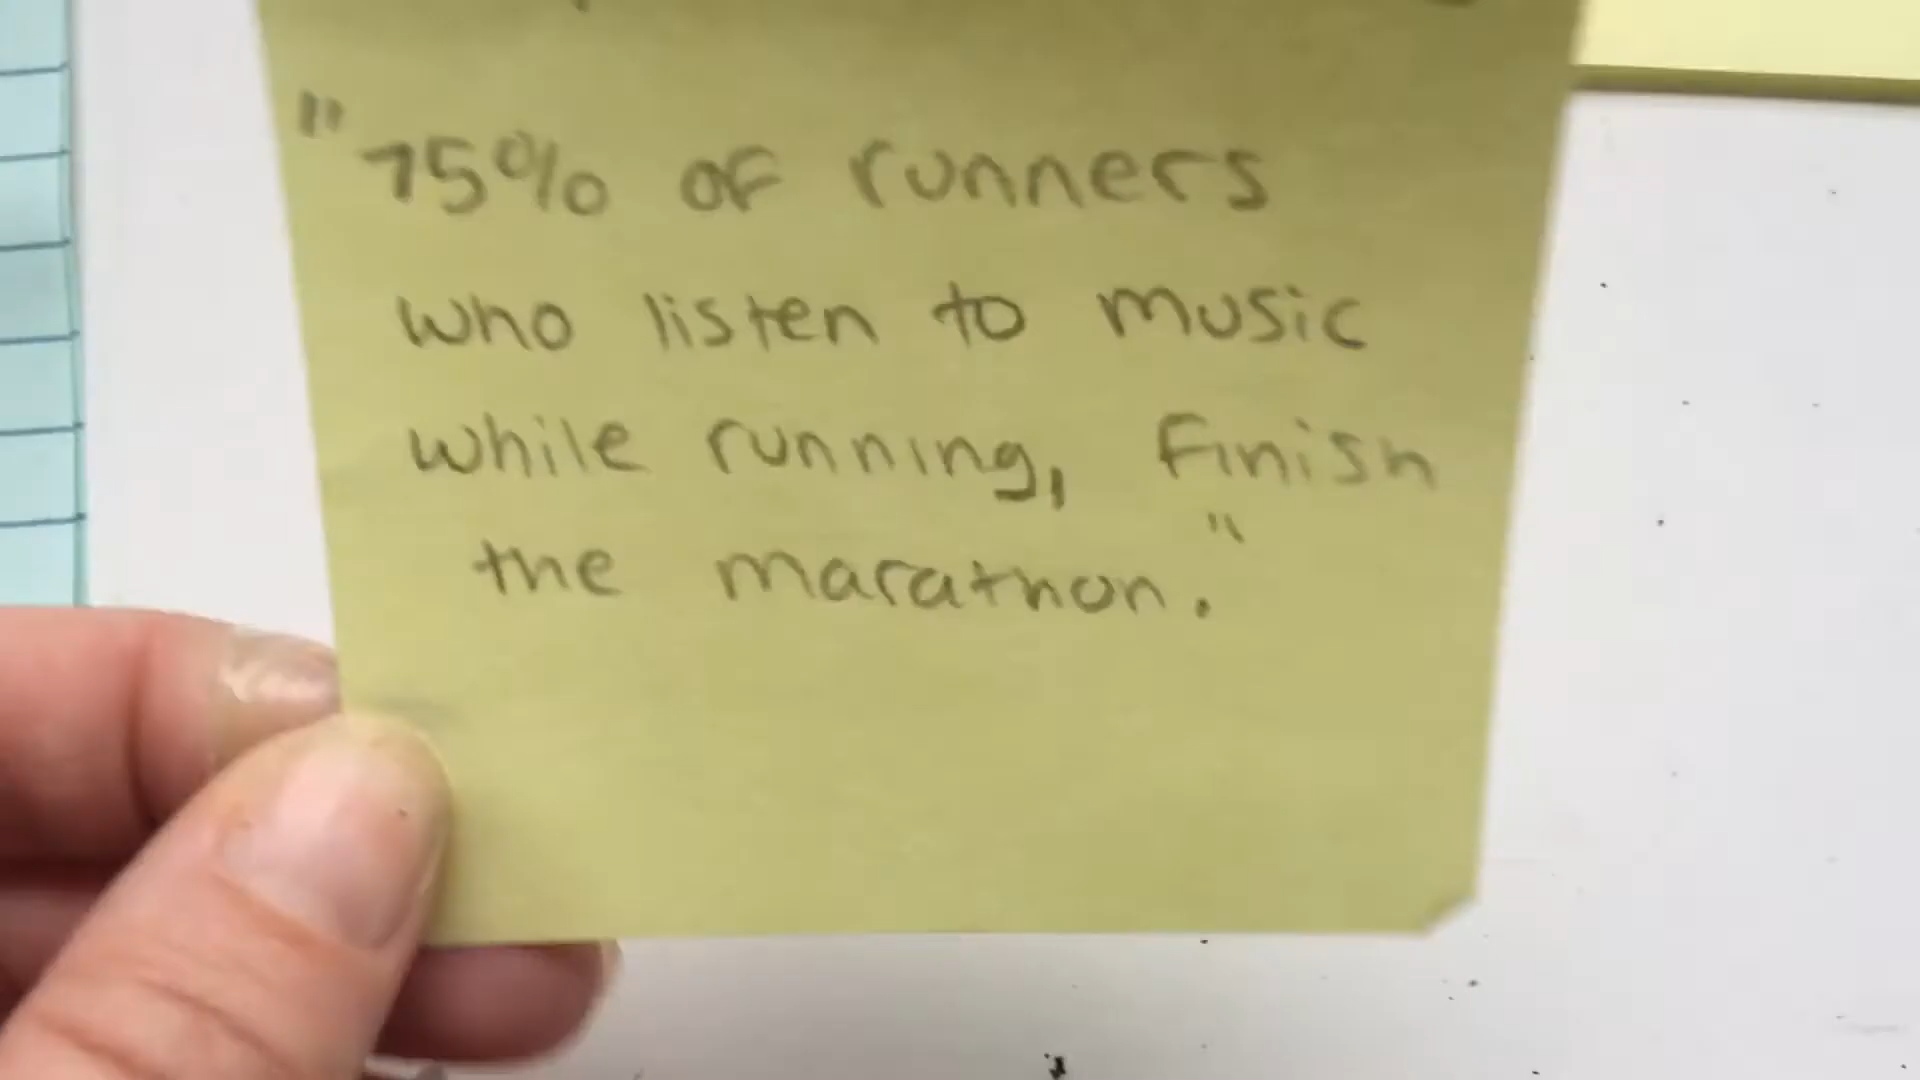 "75% of runners
who listen to music
while running, finish
the marathon."